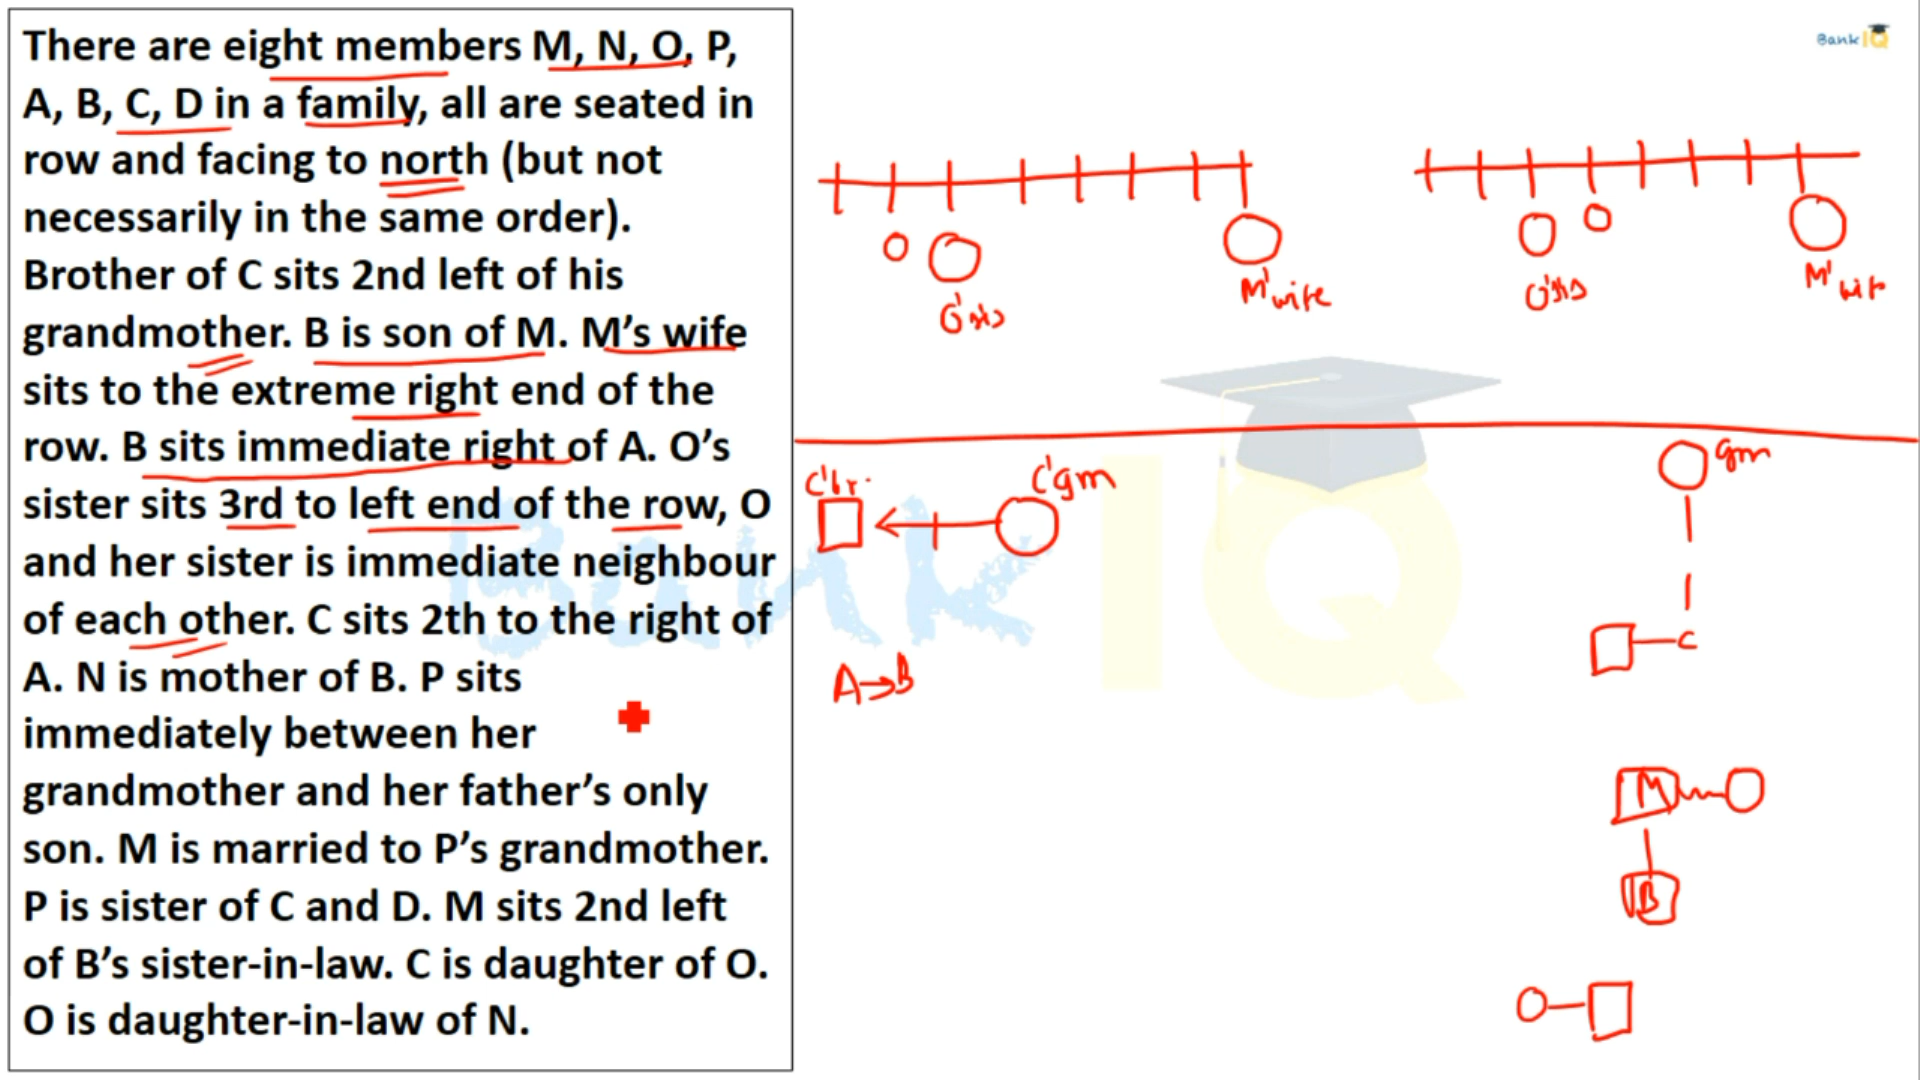 There are eight members M, N, O, P,
A, B, C, D in a family, all are seated in
row and facing to north (but not
necessarily in the same order).
Brother of C sits 2nd left of his
grandmother. B is son of M. M's wife
sits to the extreme right end of the
row. B sits immediate right of A. O's
sister sits 3rd to left end of the row, O
and her sister is immediate neighbour
of each other. C sits 2th to the right of
A. N is mother of B. P sits
immediately between her
grandmother and her father's only
son. M is married to P's grandmother.
P is sister of C and D. M sits 2nd left
of B's sister-in-law. C is daughter of O.
O is daughter-in-law of N.
Bank IQ
O O'sis M'wife
O'sis O M'
C'br. C'gm
gm
C
A→B
M
B
Bank IQ